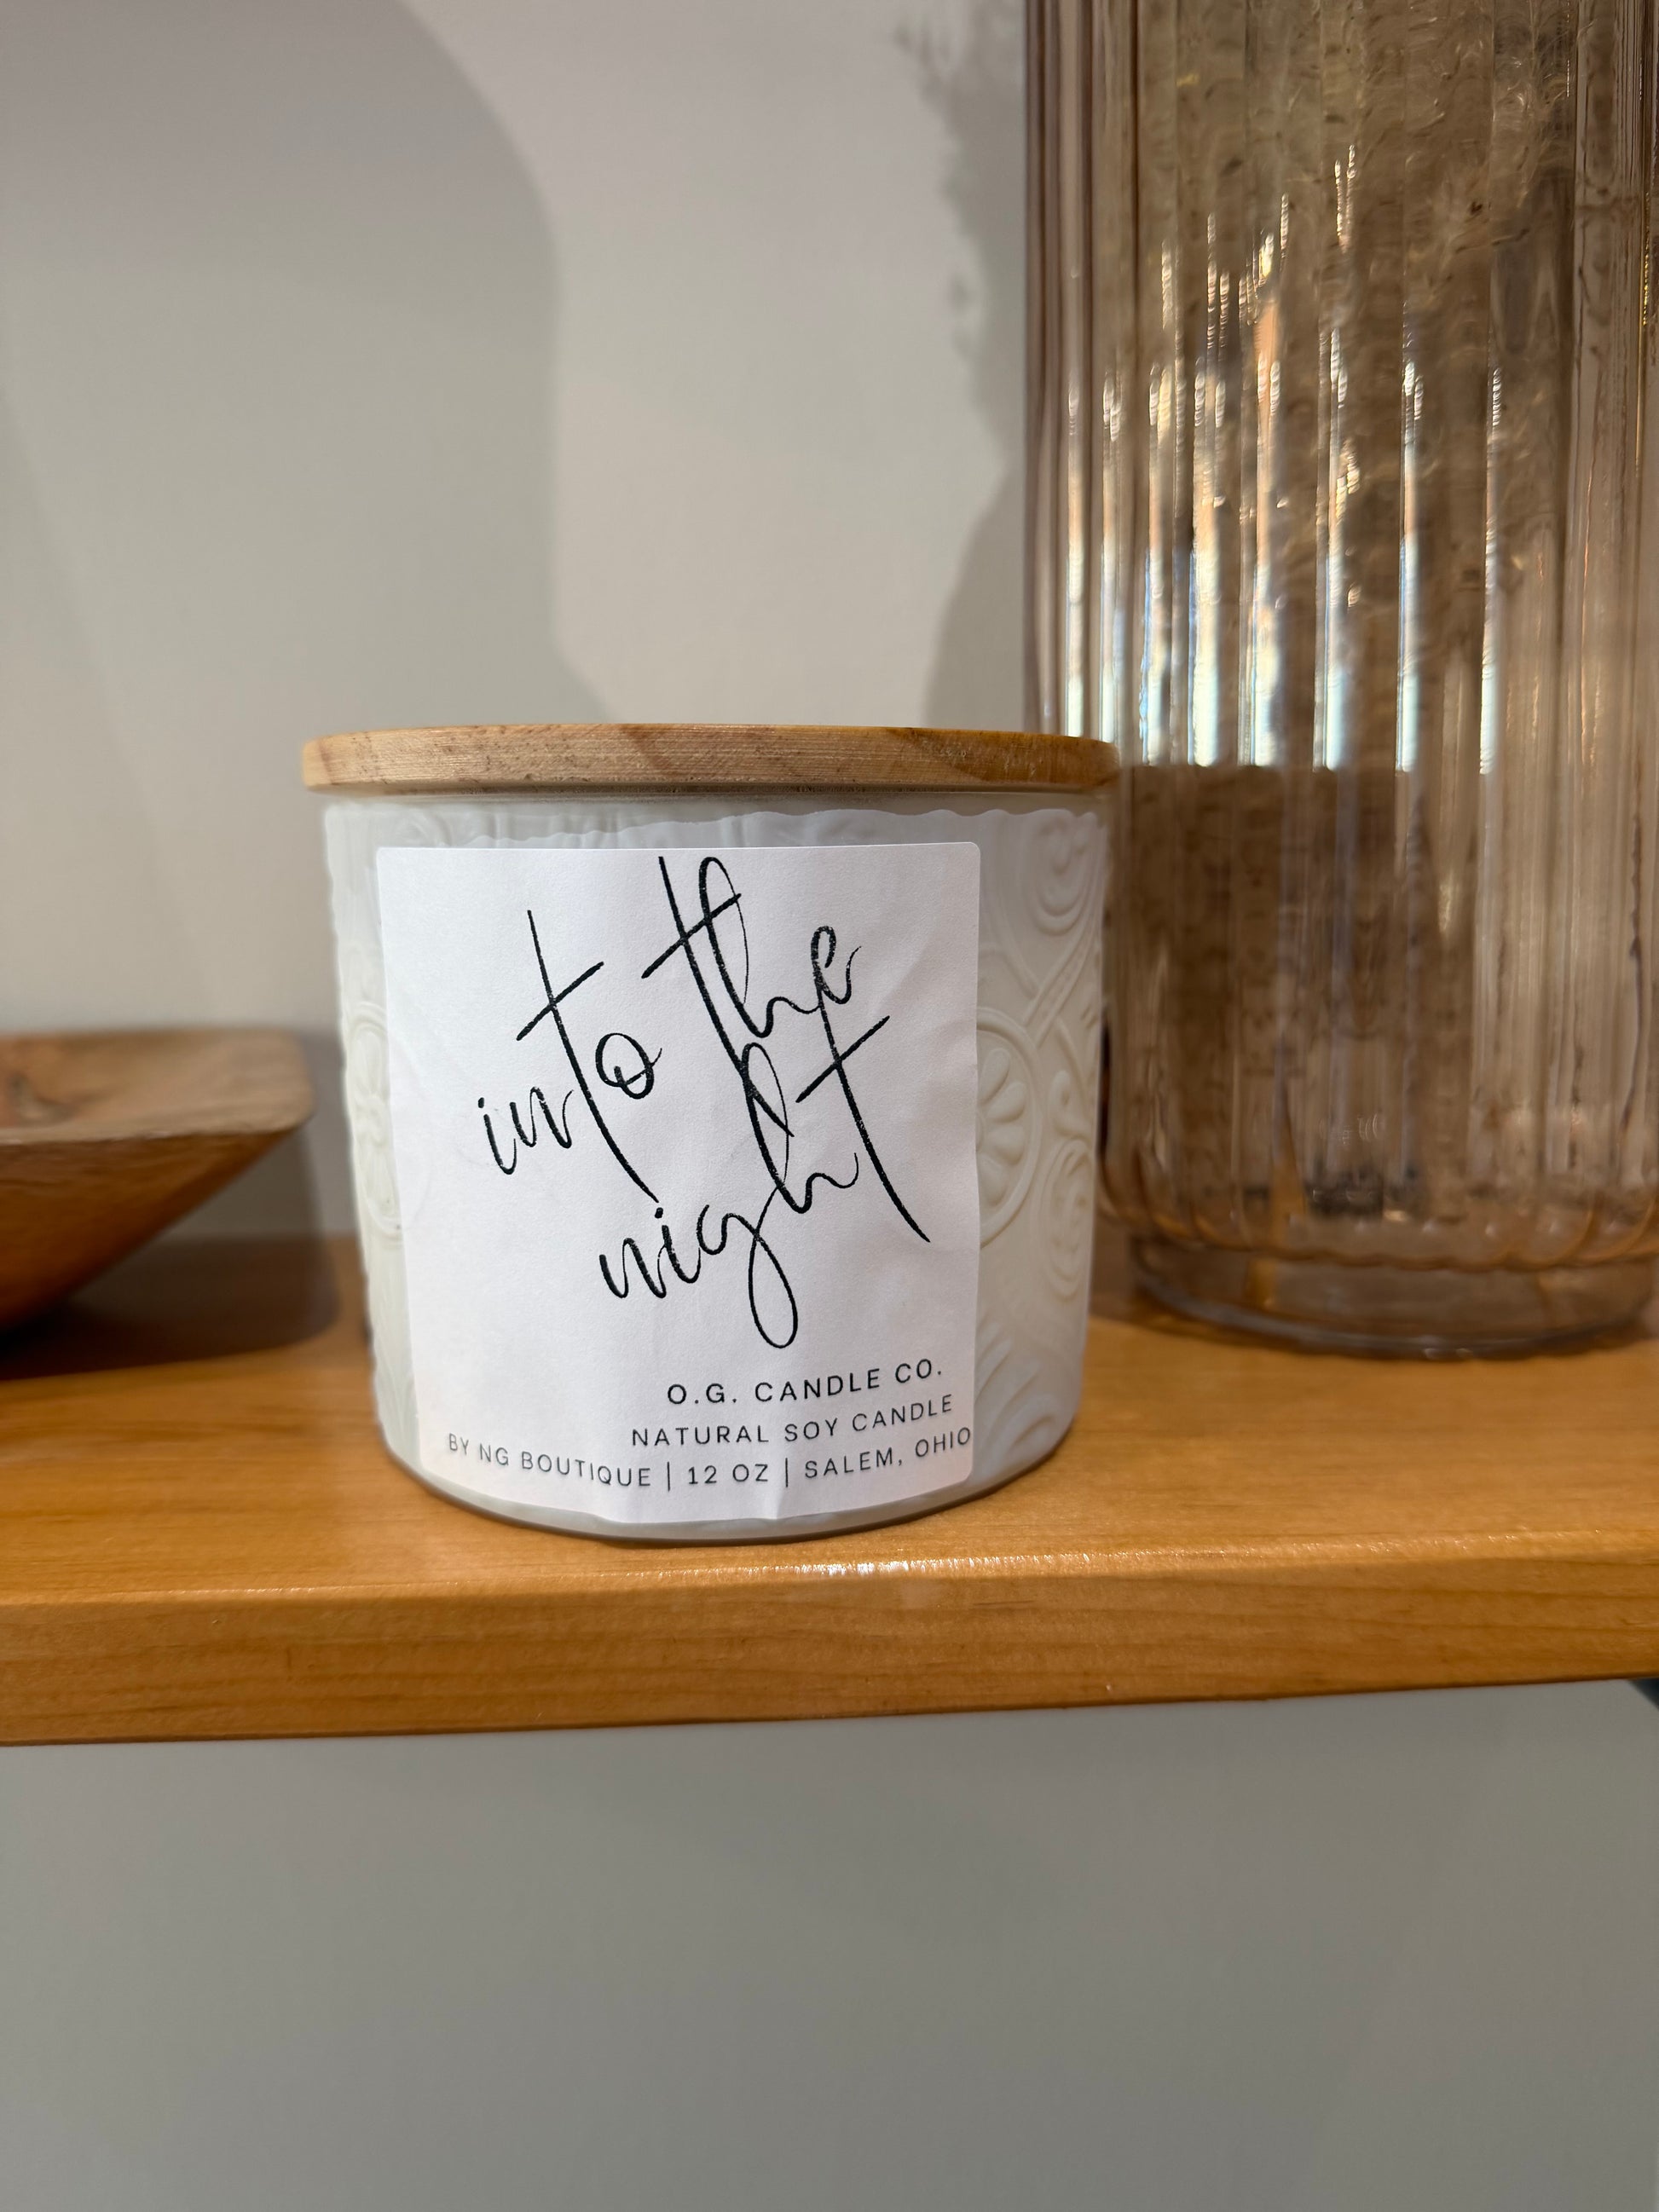 into the
night
O.G. CANDLE CO.
NATURAL SOY CANDLE
BY NG BOUTIQUE | 12 OZ | SALEM, OHIO